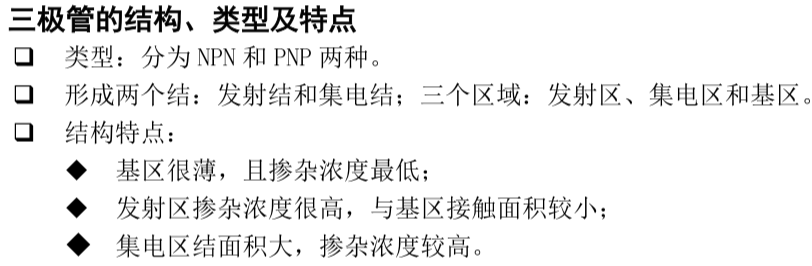 三极管的结构、类型及特点
类型：分为 NPN 和 PNP 两种。
形成两个结：发射结和集电结；三个区域：发射区、集电区和基区。
结构特点：
基区很薄，且掺杂浓度最低；
发射区掺杂浓度很高，与基区接触面积较小；
集电区结面积大，掺杂浓度较高。